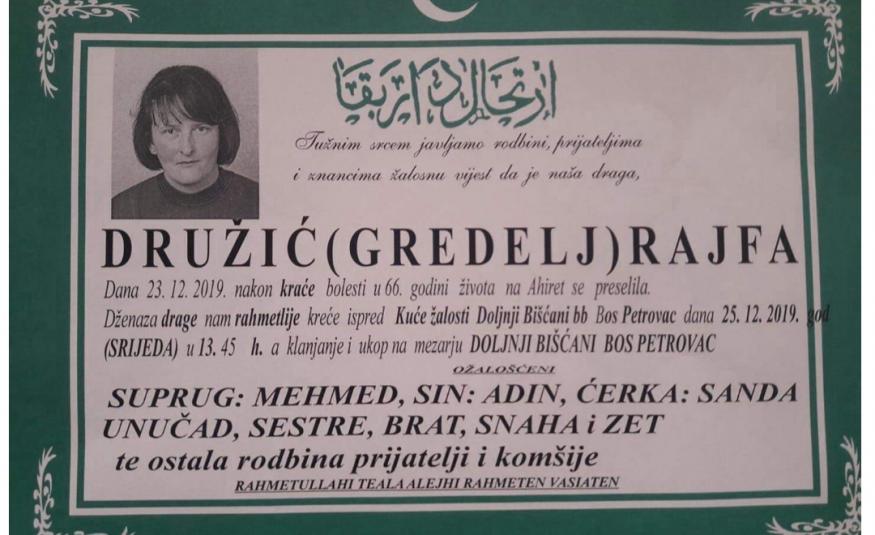 ارتحال دار بقا
Tužnim srcem javljamo rodbini, prijateljima
i znancima žalosnu vijest da je naša draga,
DRUŽIĆ(GREDELJ)RAJFA
Dana 23. 12. 2019. nakon kraće bolesti u 66. godini života na Ahiret se preselila.
Dženaza drage nam rahmetlije kreće ispred Kuće žalosti Doljnji Bišćani bb Bos Petrovac dana 25. 12. 2019. god
(SRIJEDA) u 13. 45 h. a klanjanje i ukop na mezarju DOLJNJI BIŠĆANI BOS PETROVAC
OŽALOŠĆENI
SUPRUG: MEHMED, SIN: ADIN, ĆERKA: SANDA
UNUČAD, SESTRE, BRAT, SNAHA i ZET
te ostala rodbina prijatelji i komšije
RAHMETULLAHI TEALA ALEJHI RAHMETEN VASIATEN